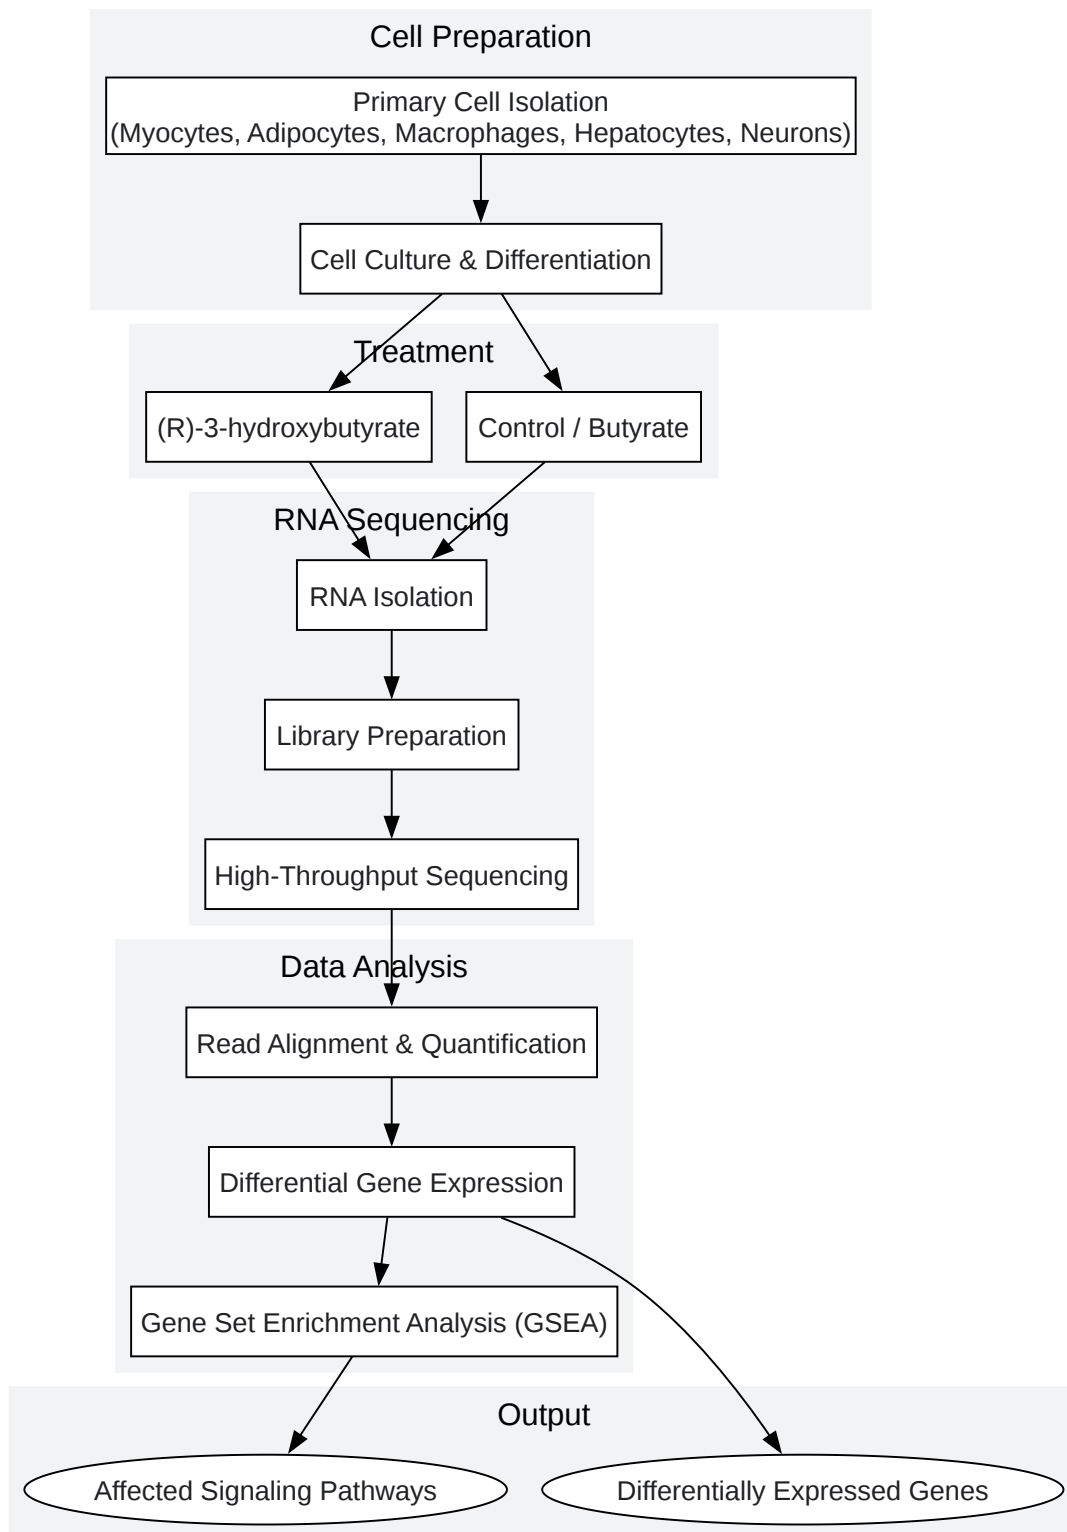 Cell Preparation
Primary Cell Isolation
(Myocytes, Adipocytes, Macrophages, Hepatocytes, Neurons)
Cell Culture & Differentiation
Treatment
(R)-3-hydroxybutyrate
Control / Butyrate
RNA Sequencing
RNA Isolation
Library Preparation
High-Throughput Sequencing
Data Analysis
Read Alignment & Quantification
Differential Gene Expression
Gene Set Enrichment Analysis (GSEA)
Output
Affected Signaling Pathways
Differentially Expressed Genes